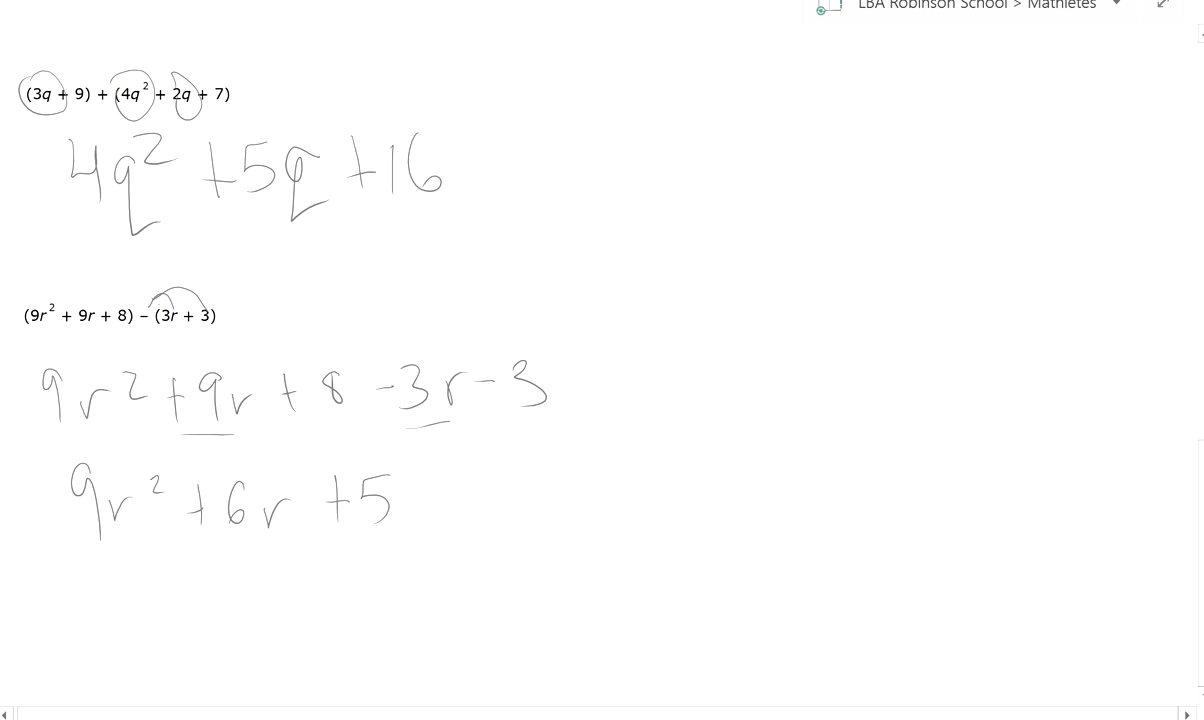 LBA Robinson School > Mathletes
(3q + 9) + (4q² + 2q + 7)
4q² +5q +16
(9r² + 9r + 8) – (3r + 3)
9r² +9r + 8 -3r -3
9r² +6r +5